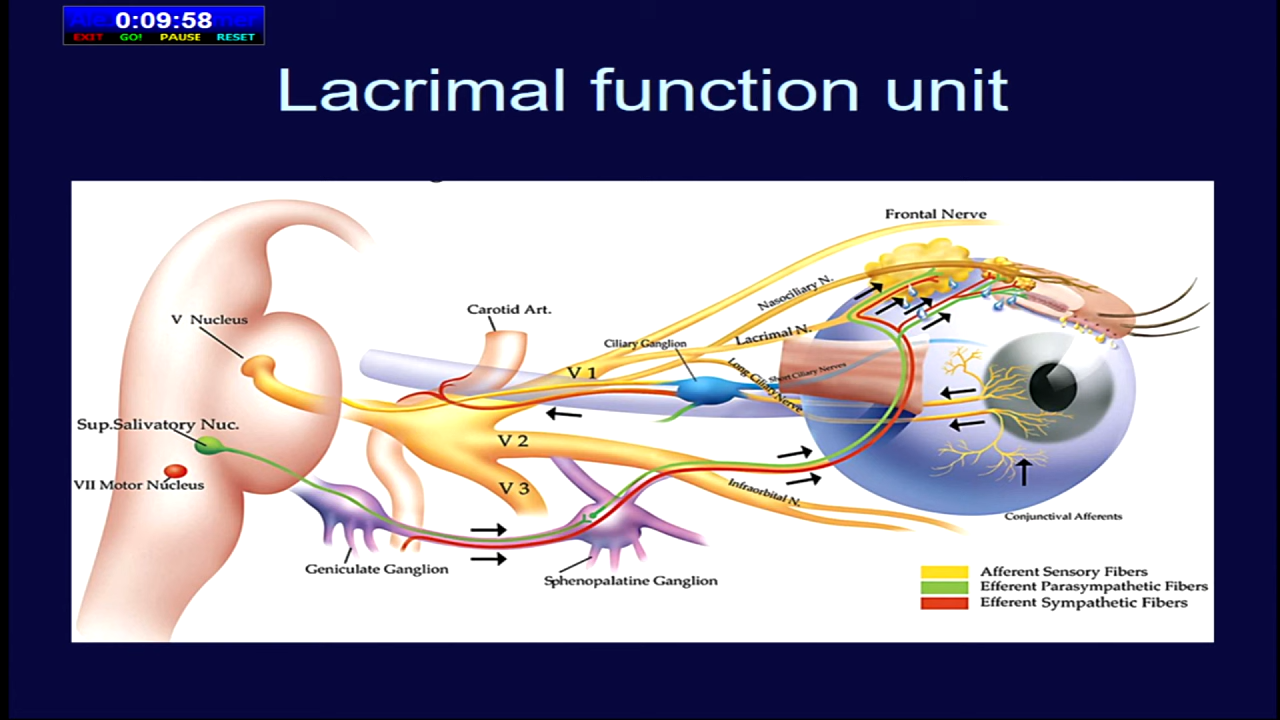 0:09:58
EXIT GO! PAUSE RESET
Lacrimal function unit
Frontal Nerve
Nasociliary N.
Carotid Art.
V Nucleus
Lacrimal N.
Ciliary Ganglion
V 1
Short Ciliary Nerves
Long Ciliary Nerve
Sup.Salivatory Nuc.
V 2
VII Motor Nucleus
V 3
Infraorbital N.
Conjunctival Afferents
Geniculate Ganglion
Sphenopalatine Ganglion
Afferent Sensory Fibers
Efferent Parasympathetic Fibers
Efferent Sympathetic Fibers